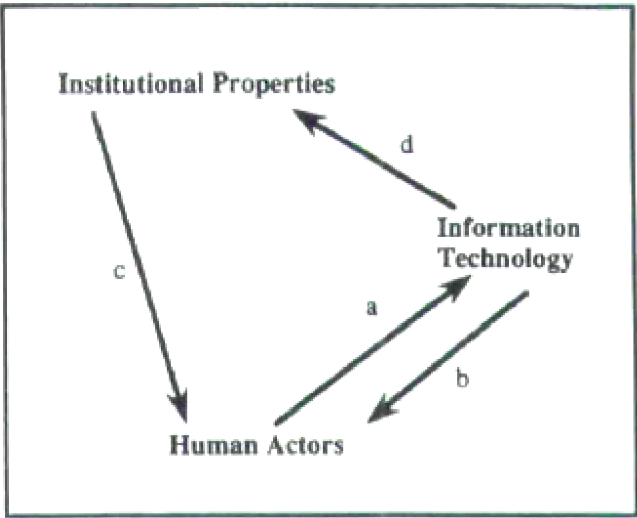 Institutional Properties
d
Information
Technology
c
a
b
Human Actors